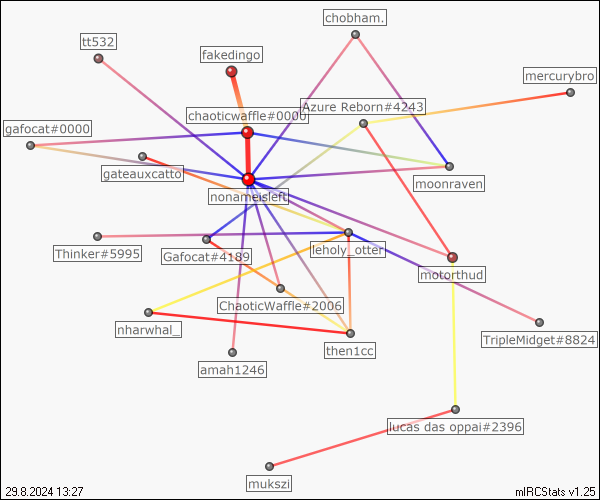 chobham.
tt532
fakedingo
mercurybro
Azure Reborn#4243
chaoticwaffle#0000
gafocat#0000
gateauxcatto
moonraven
nonameisleft
Thinker#5995
Gafocat#4189
leholy_otter
motorthud
ChaoticWaffle#2006
nharwhal_
then1cc
TripleMidget#8824
amah1246
lucas das oppai#2396
mukszi
29.8.2024 13:27
mIRCStats v1.25